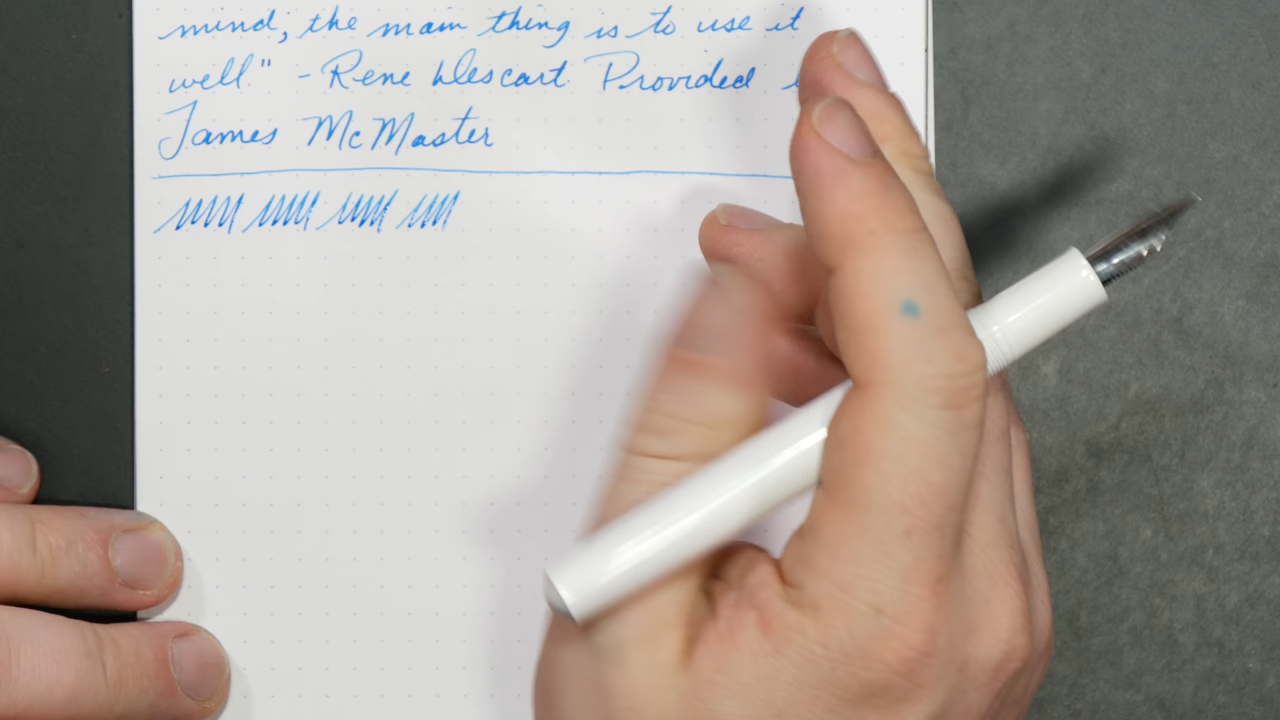 mind, the main thing is to use it
well" - Rene Descart Provided
James McMaster